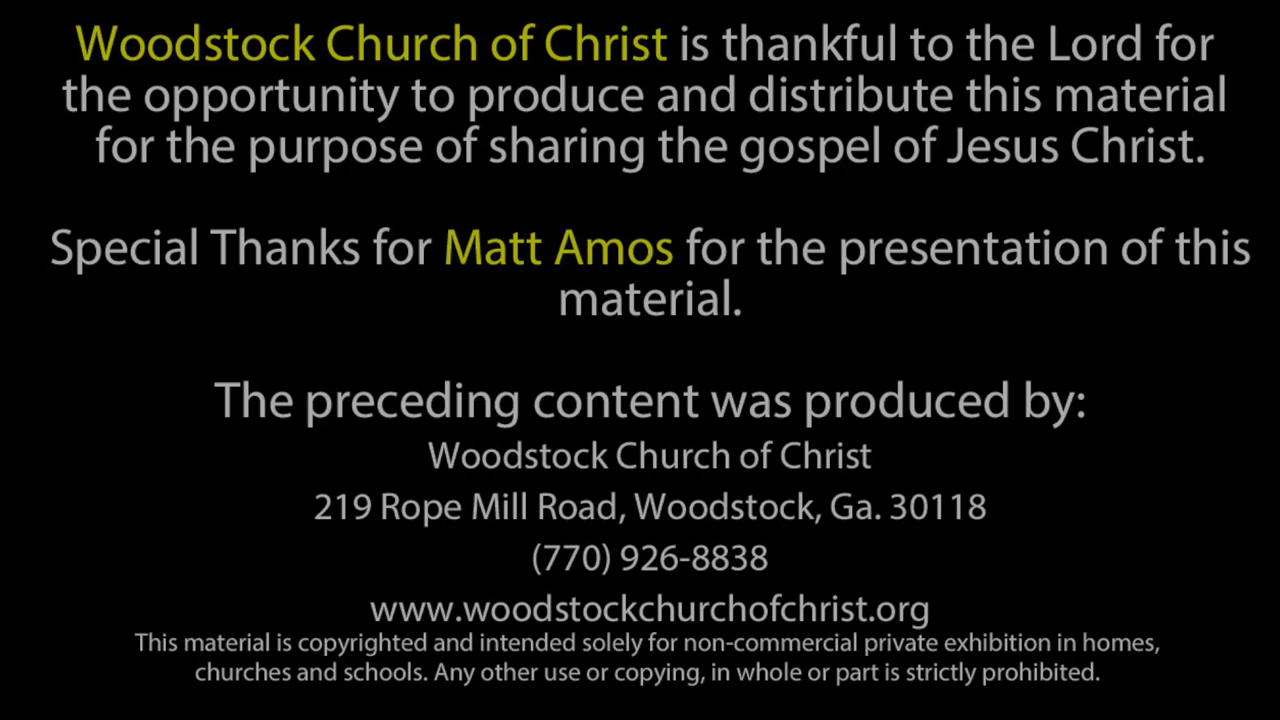 Woodstock Church of Christ is thankful to the Lord for
the opportunity to produce and distribute this material
for the purpose of sharing the gospel of Jesus Christ.
Special Thanks for Matt Amos for the presentation of this
material.
The preceding content was produced by:
Woodstock Church of Christ
219 Rope Mill Road, Woodstock, Ga. 30118
(770) 926-8838
www.woodstockchurchofchrist.org
This material is copyrighted and intended solely for non-commercial private exhibition in homes,
churches and schools. Any other use or copying, in whole or part is strictly prohibited.